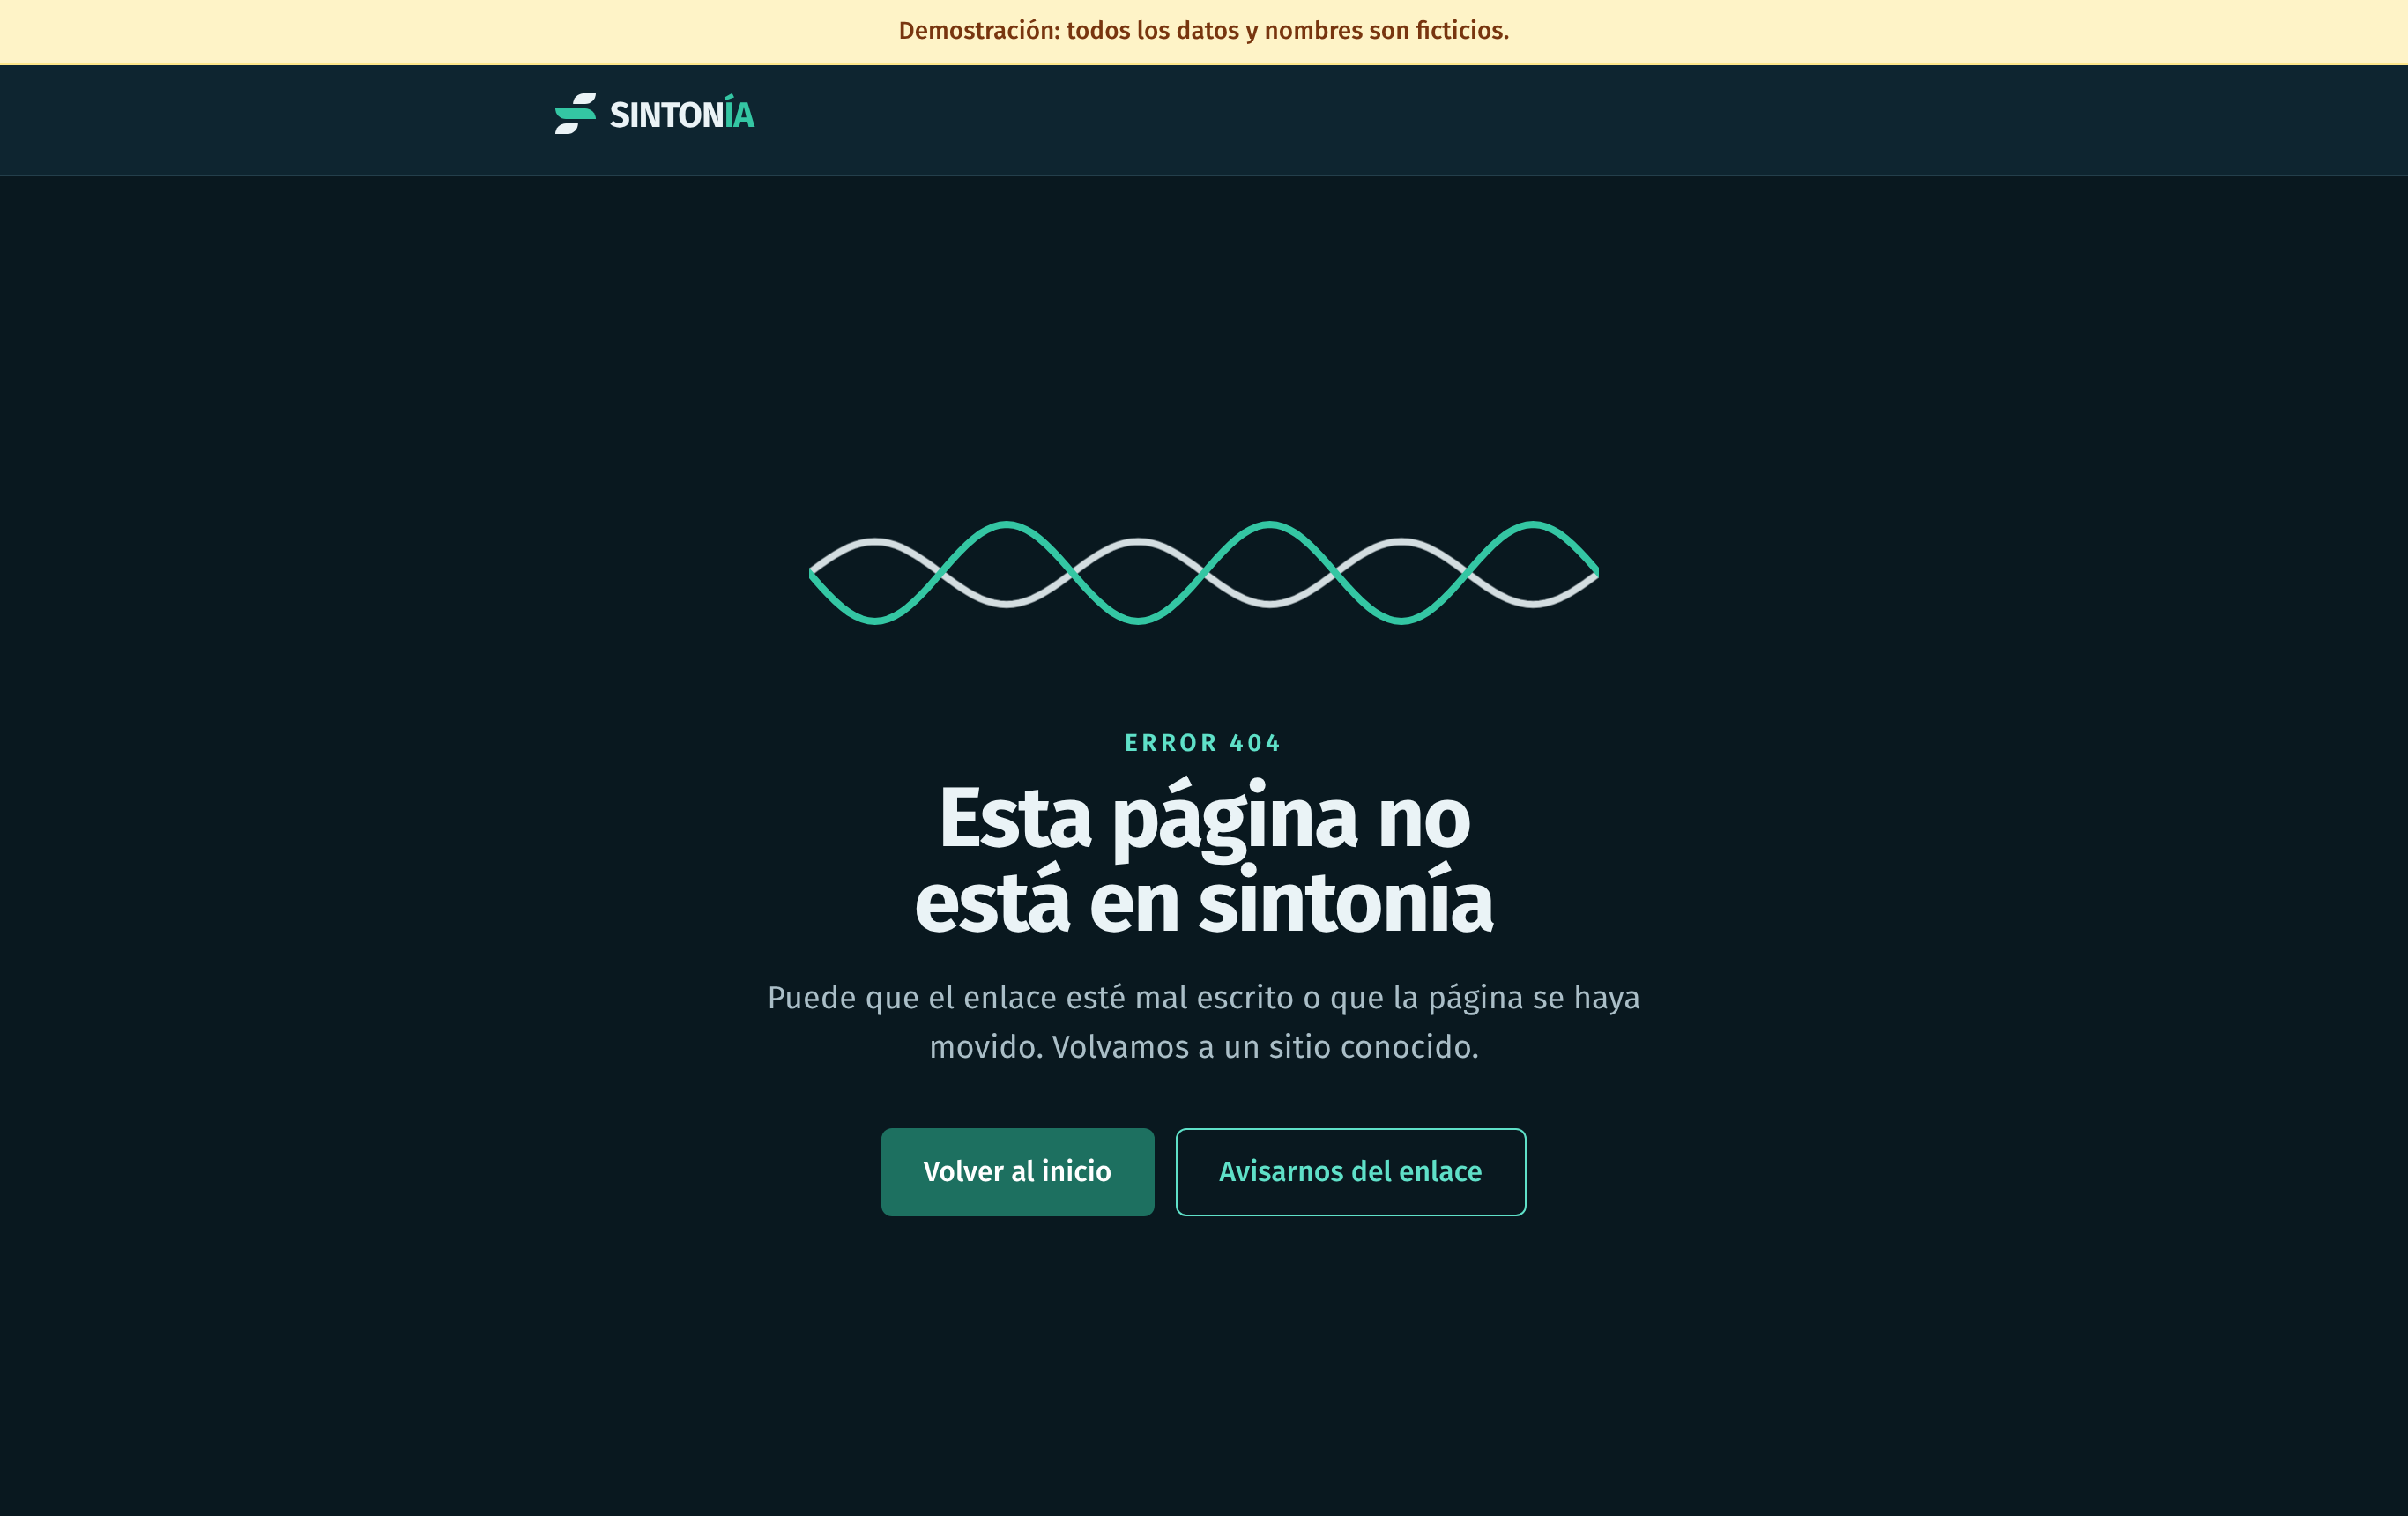 Demostración: todos los datos y nombres son ficticios.
SINTONÍA
ERROR 404
Esta página no
está en sintonía
Puede que el enlace esté mal escrito o que la página se haya
movido. Volvamos a un sitio conocido.
Volver al inicio
Avisarnos del enlace